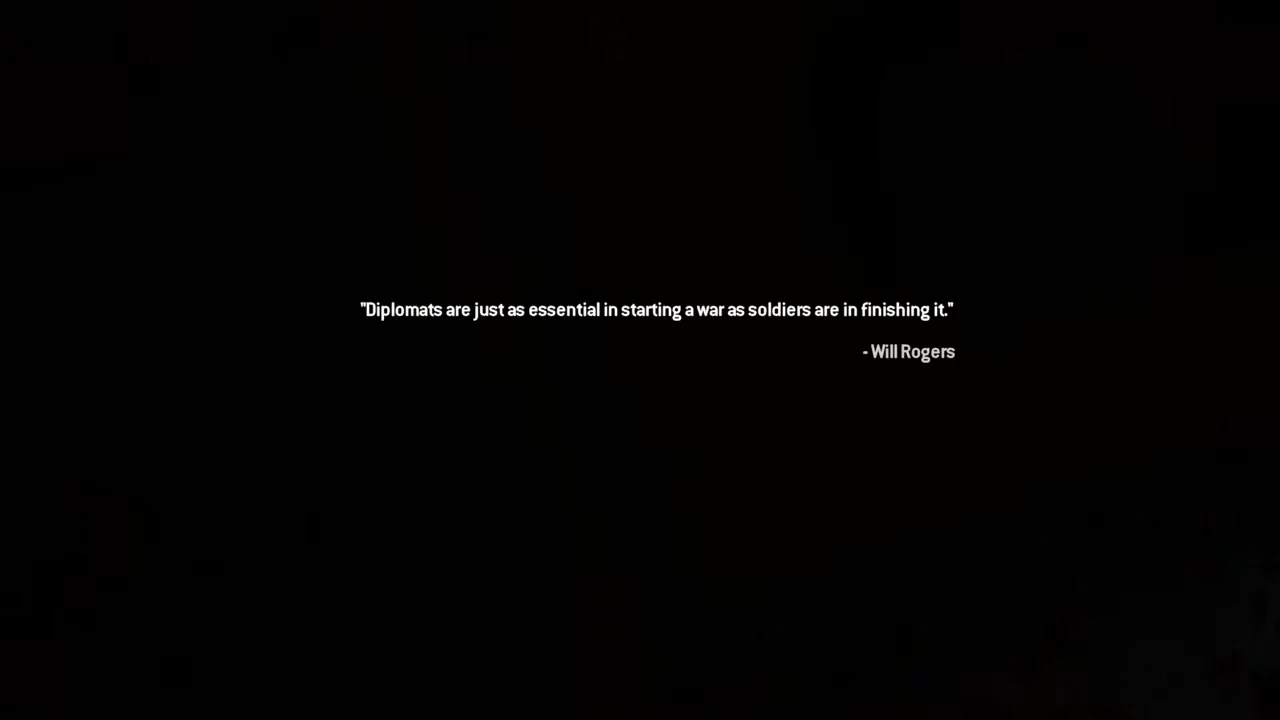 "Diplomats are just as essential in starting a war as soldiers are in finishing it."
- Will Rogers